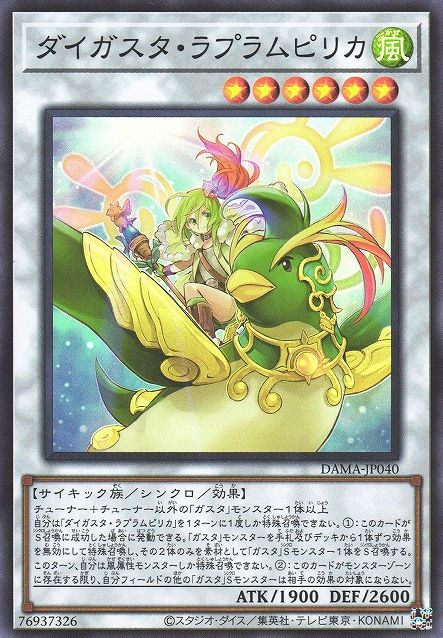 ダイガスタ・ラプラムピリカ
風
DAMA-JP040
【サイキック族／シンクロ／効果】
チューナー＋チューナー以外の「ガスタ」モンスター1体以上
自分は「ダイガスタ・ラプラムピリカ」を1ターンに1度しか特殊召喚できない。①：このカードが
S召喚に成功した場合に発動できる。「ガスタ」モンスターを手札及びデッキから1体ずつ効果
を無効にして特殊召喚し、その2体のみを素材として「ガスタ」Sモンスター1体をS召喚する。
このターン、自分は風属性モンスターしか特殊召喚できない。②：このカードがモンスターゾーン
に存在する限り、自分フィールドの他の「ガスタ」Sモンスターは相手の効果の対象にならない。
ATK/1900 DEF/2600
76937326
©スタジオ・ダイス／集英社・テレビ東京・KONAMI